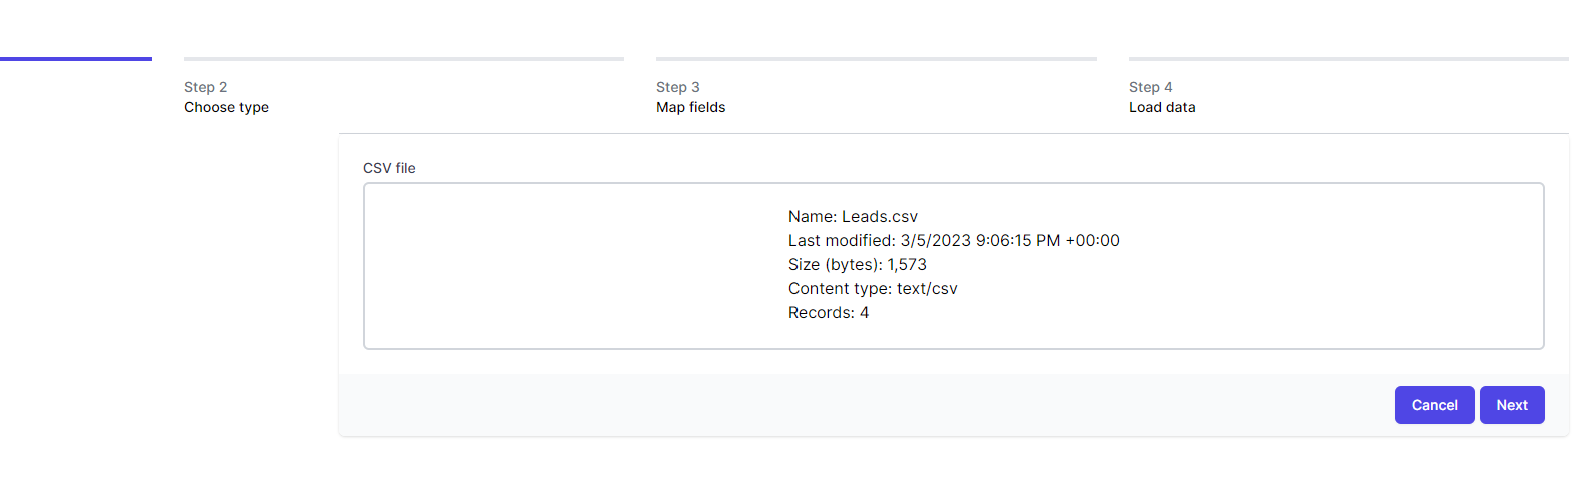 Step 2
Choose type
Step 3
Map fields
Step 4
Load data
CSV file
Name: Leads.csv
Last modified: 3/5/2023 9:06:15 PM +00:00
Size (bytes): 1,573
Content type: text/csv
Records: 4
Cancel
Next